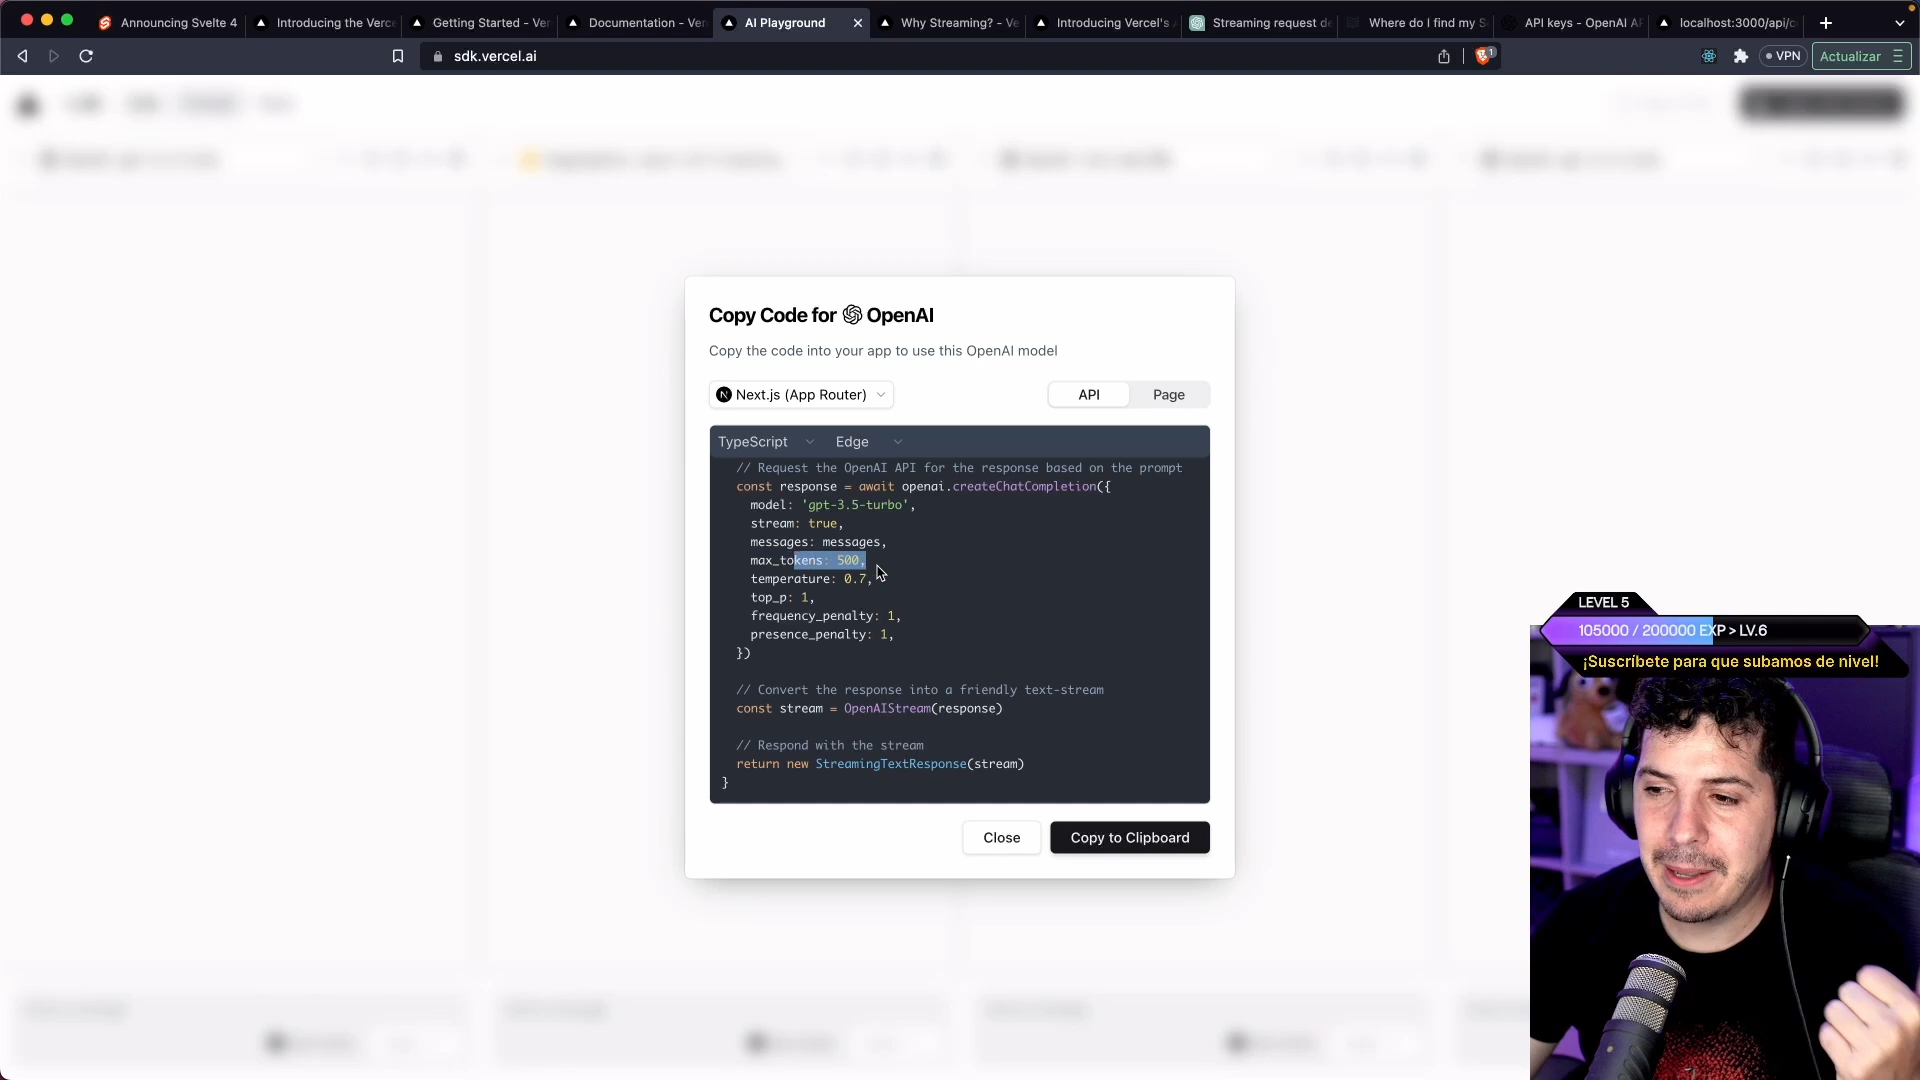 Announcing Svelte 4
Introducing the Verce
Getting Started - Ver
Documentation - Ver
AI Playground
Why Streaming? - Ve
Introducing Vercel's
Streaming request de
Where do I find my S
API keys - OpenAI AP
localhost:3000/api/c
sdk.vercel.ai
1
VPN
Actualizar
Copy Code for OpenAI
Copy the code into your app to use this OpenAI model
N Next.js (App Router)
API
Page
TypeScript
Edge
// Request the OpenAI API for the response based on the prompt
const response = await openai.createChatCompletion({
model: 'gpt-3.5-turbo',
stream: true,
messages: messages,
max_tokens: 500,
temperature: 0.7,
top_p: 1,
frequency_penalty: 1,
presence_penalty: 1,
})
// Convert the response into a friendly text-stream
const stream = OpenAIStream(response)
// Respond with the stream
return new StreamingTextResponse(stream)
}
Close
Copy to Clipboard
LEVEL 5
105000 / 200000 EXP > LV.6
¡Suscríbete para que subamos de nivel!